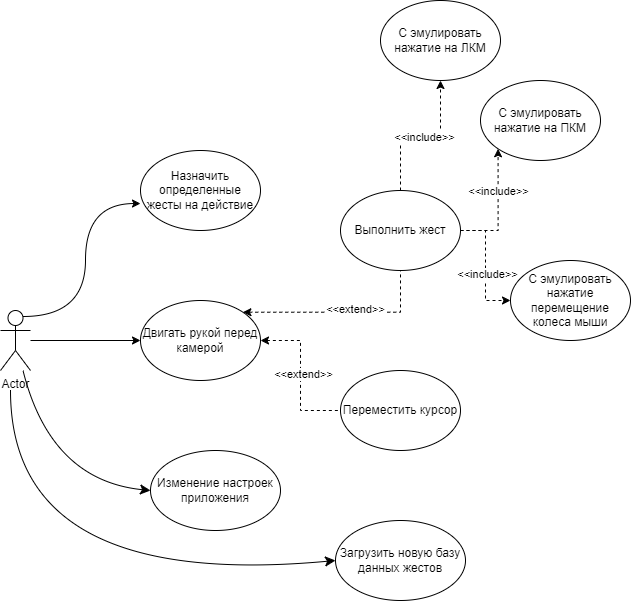 С эмулировать
нажатие на ЛКМ
С эмулировать
нажатие на ПКМ
<<include>>
<<include>>
Назначить
определенные
жесты на действие
Выполнить жест
<<include>>
С эмулировать
нажатие
перемещение
колеса мыши
<<extend>>
Двигать рукой перед
камерой
Actor
<<extend>>
Переместить курсор
Изменение настроек
приложения
Загрузить новую базу
данных жестов